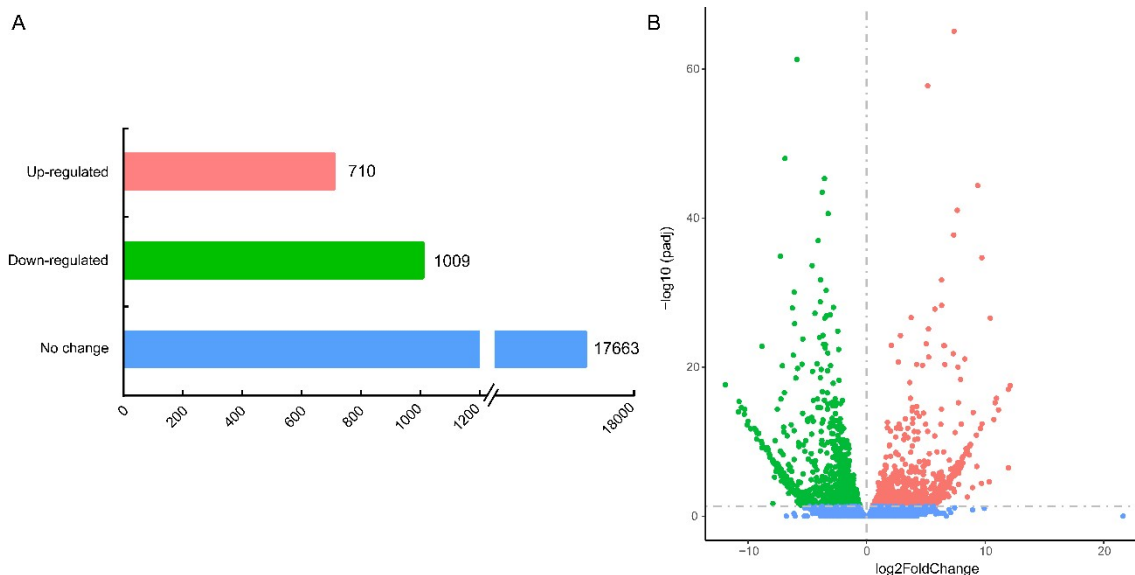 A
Up-regulated
710
Down-regulated
1009
No change
17663
0
200
400
600
800
1000
1200
18000
B
60
40
20
0
−log10 (padj)
−10
0
10
20
log2FoldChange